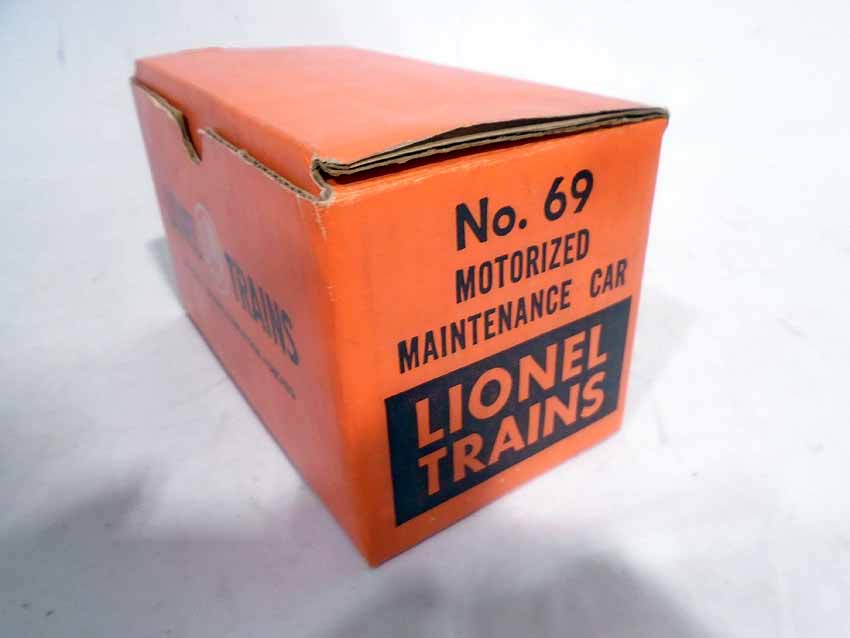 No. 69
MOTORIZED
MAINTENANCE CAR
LIONEL
TRAINS
TRAINS